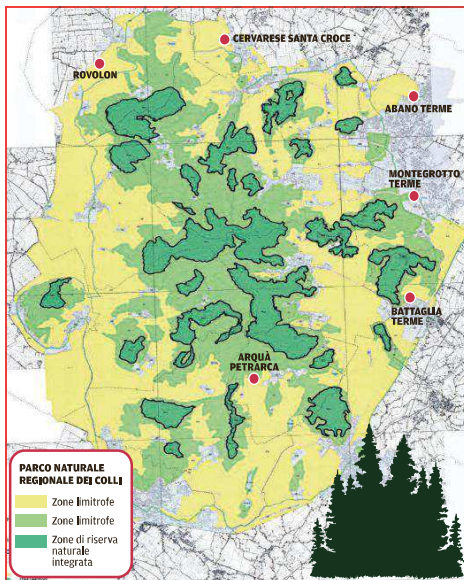 CERVARESE SANTA CROCE
ROVOLON
ABANO TERME
MONTEGROTTO
TERME
BATTAGLIA
TERME
ARQUÀ
PETRARCA
PARCO NATURALE
REGIONALE DEI COLLI
Zone limitrofe
Zone limitrofe
Zone di riserva
naturale
integrata